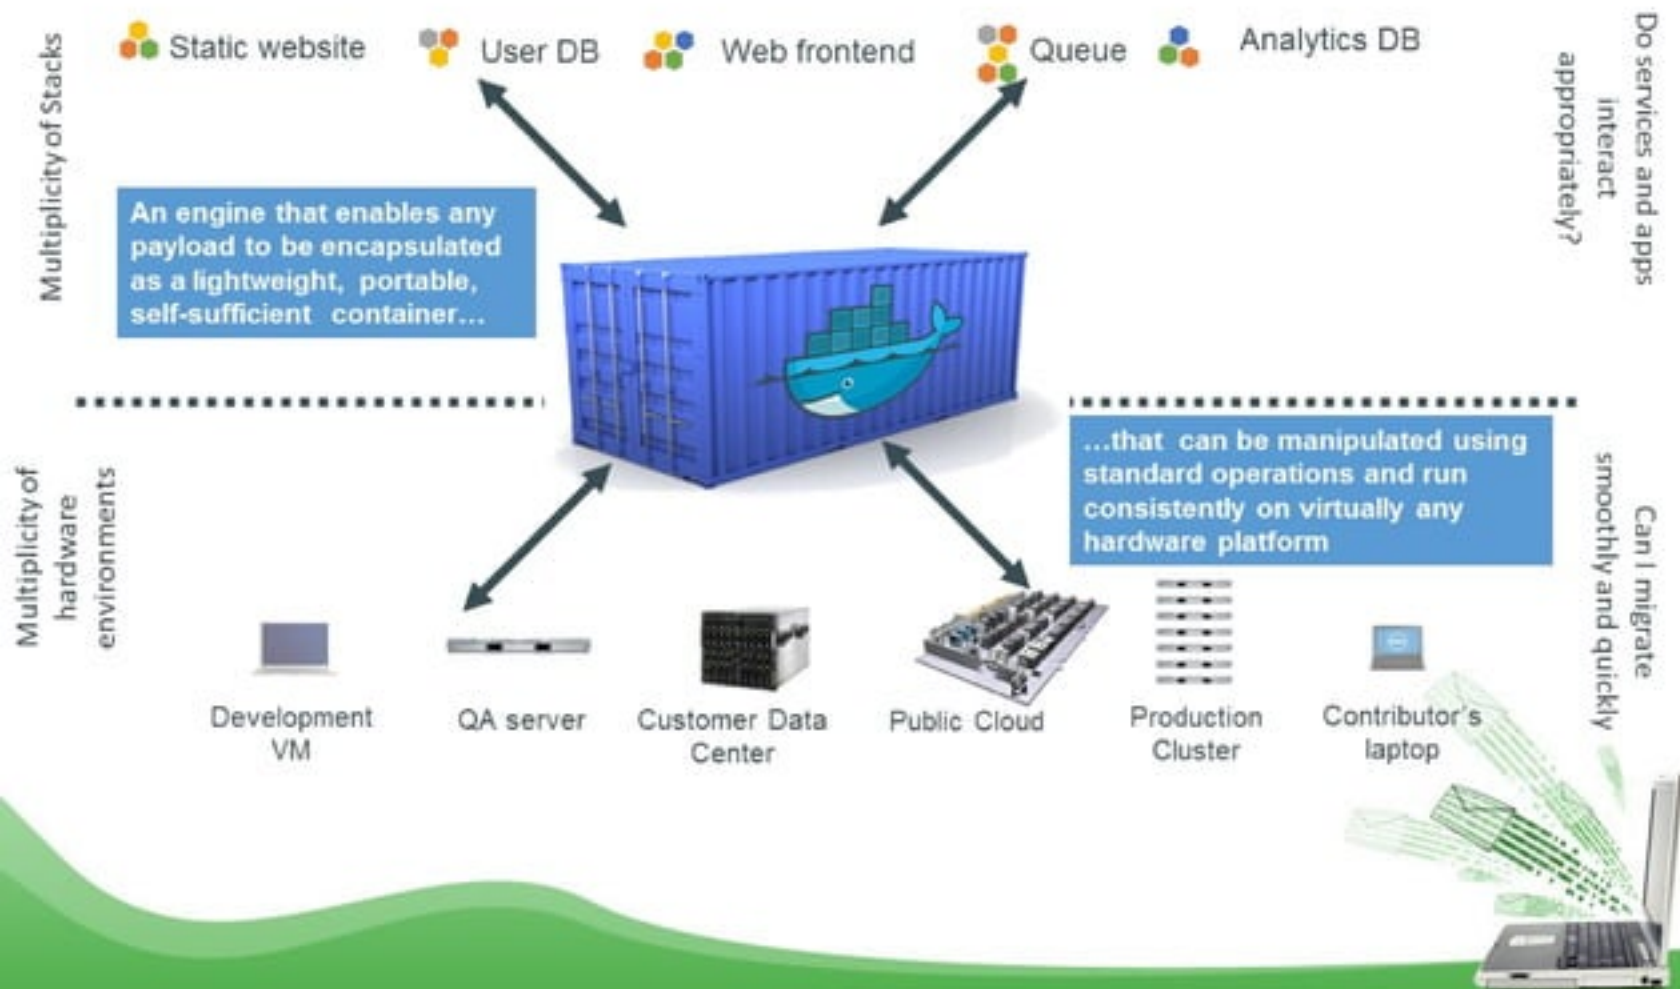 Static website
User DB
Web frontend
Queue
Analytics DB
Multiplicity of Stacks
Do services and apps
interact
appropriately?
An engine that enables any
payload to be encapsulated
as a lightweight, portable,
self-sufficient container...
...that can be manipulated using
standard operations and run
consistently on virtually any
hardware platform
Multiplicity of
hardware
environments
Can I migrate
smoothly and quickly
Development
VM
QA server
Customer Data
Center
Public Cloud
Production
Cluster
Contributor's
laptop